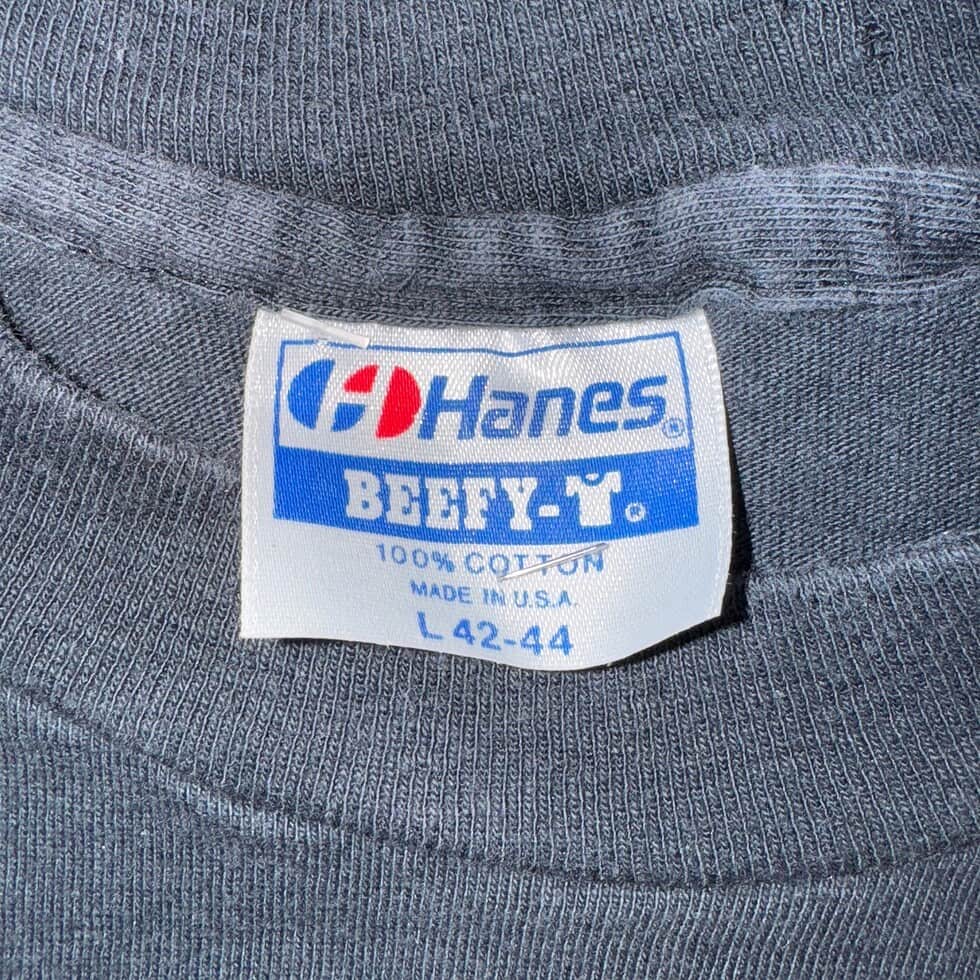 Hanes®
BEEFY-T®
100% COTTON
MADE IN U.S.A.
L 42-44